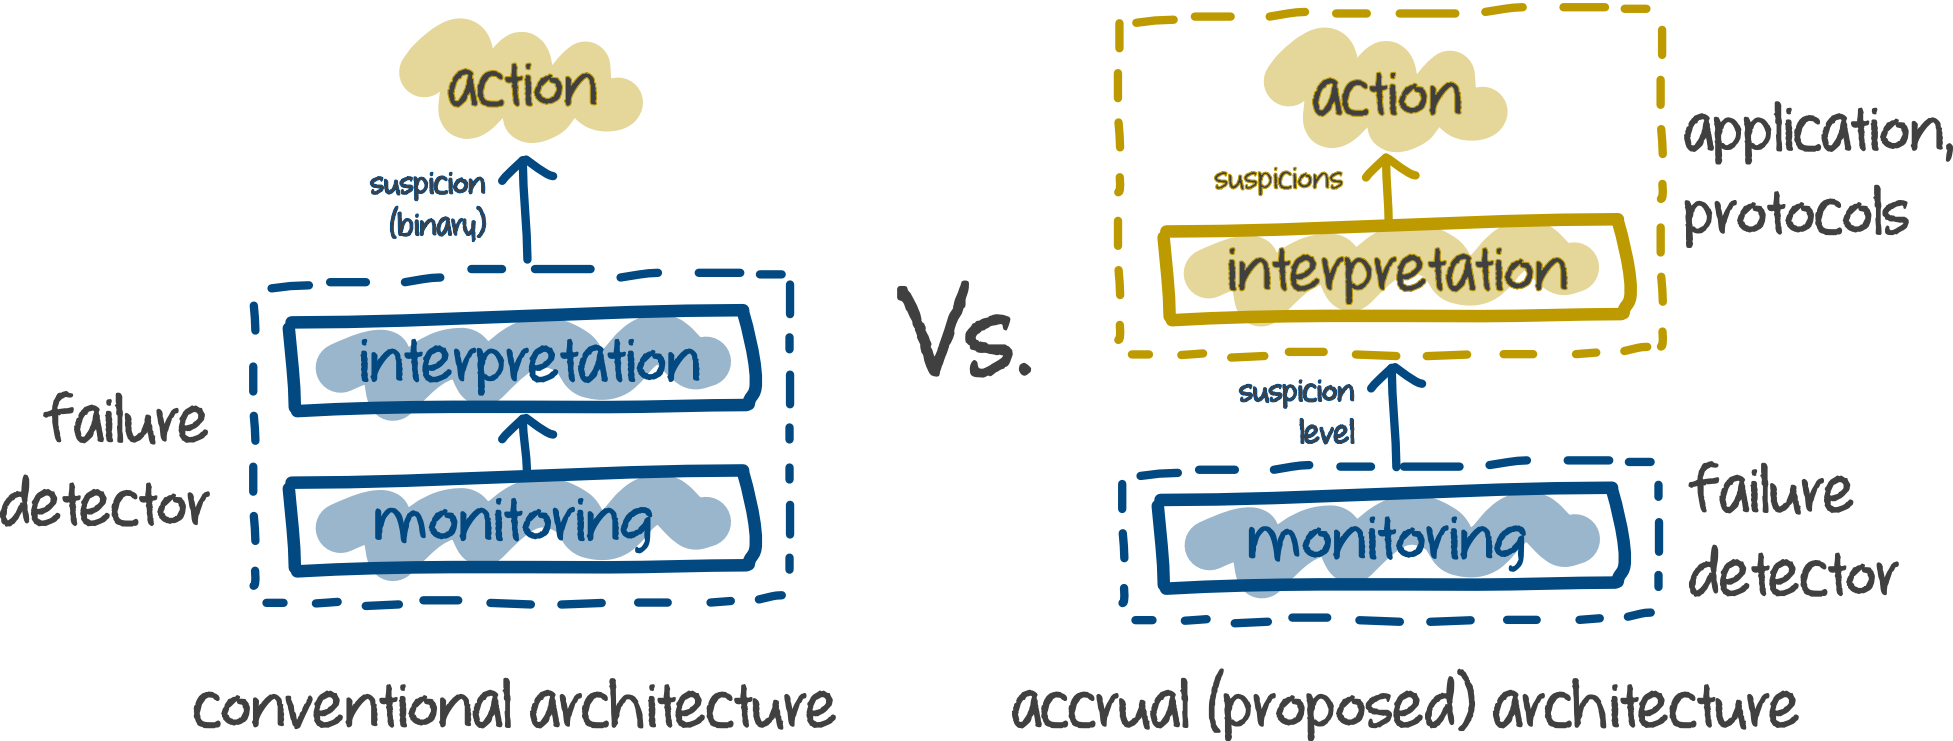 action
suspicion
(binary)
interpretation
monitoring
failure
detector
conventional architecture
Vs.
action
suspicions
interpretation
application,
protocols
suspicion
level
monitoring
failure
detector
accrual (proposed) architecture